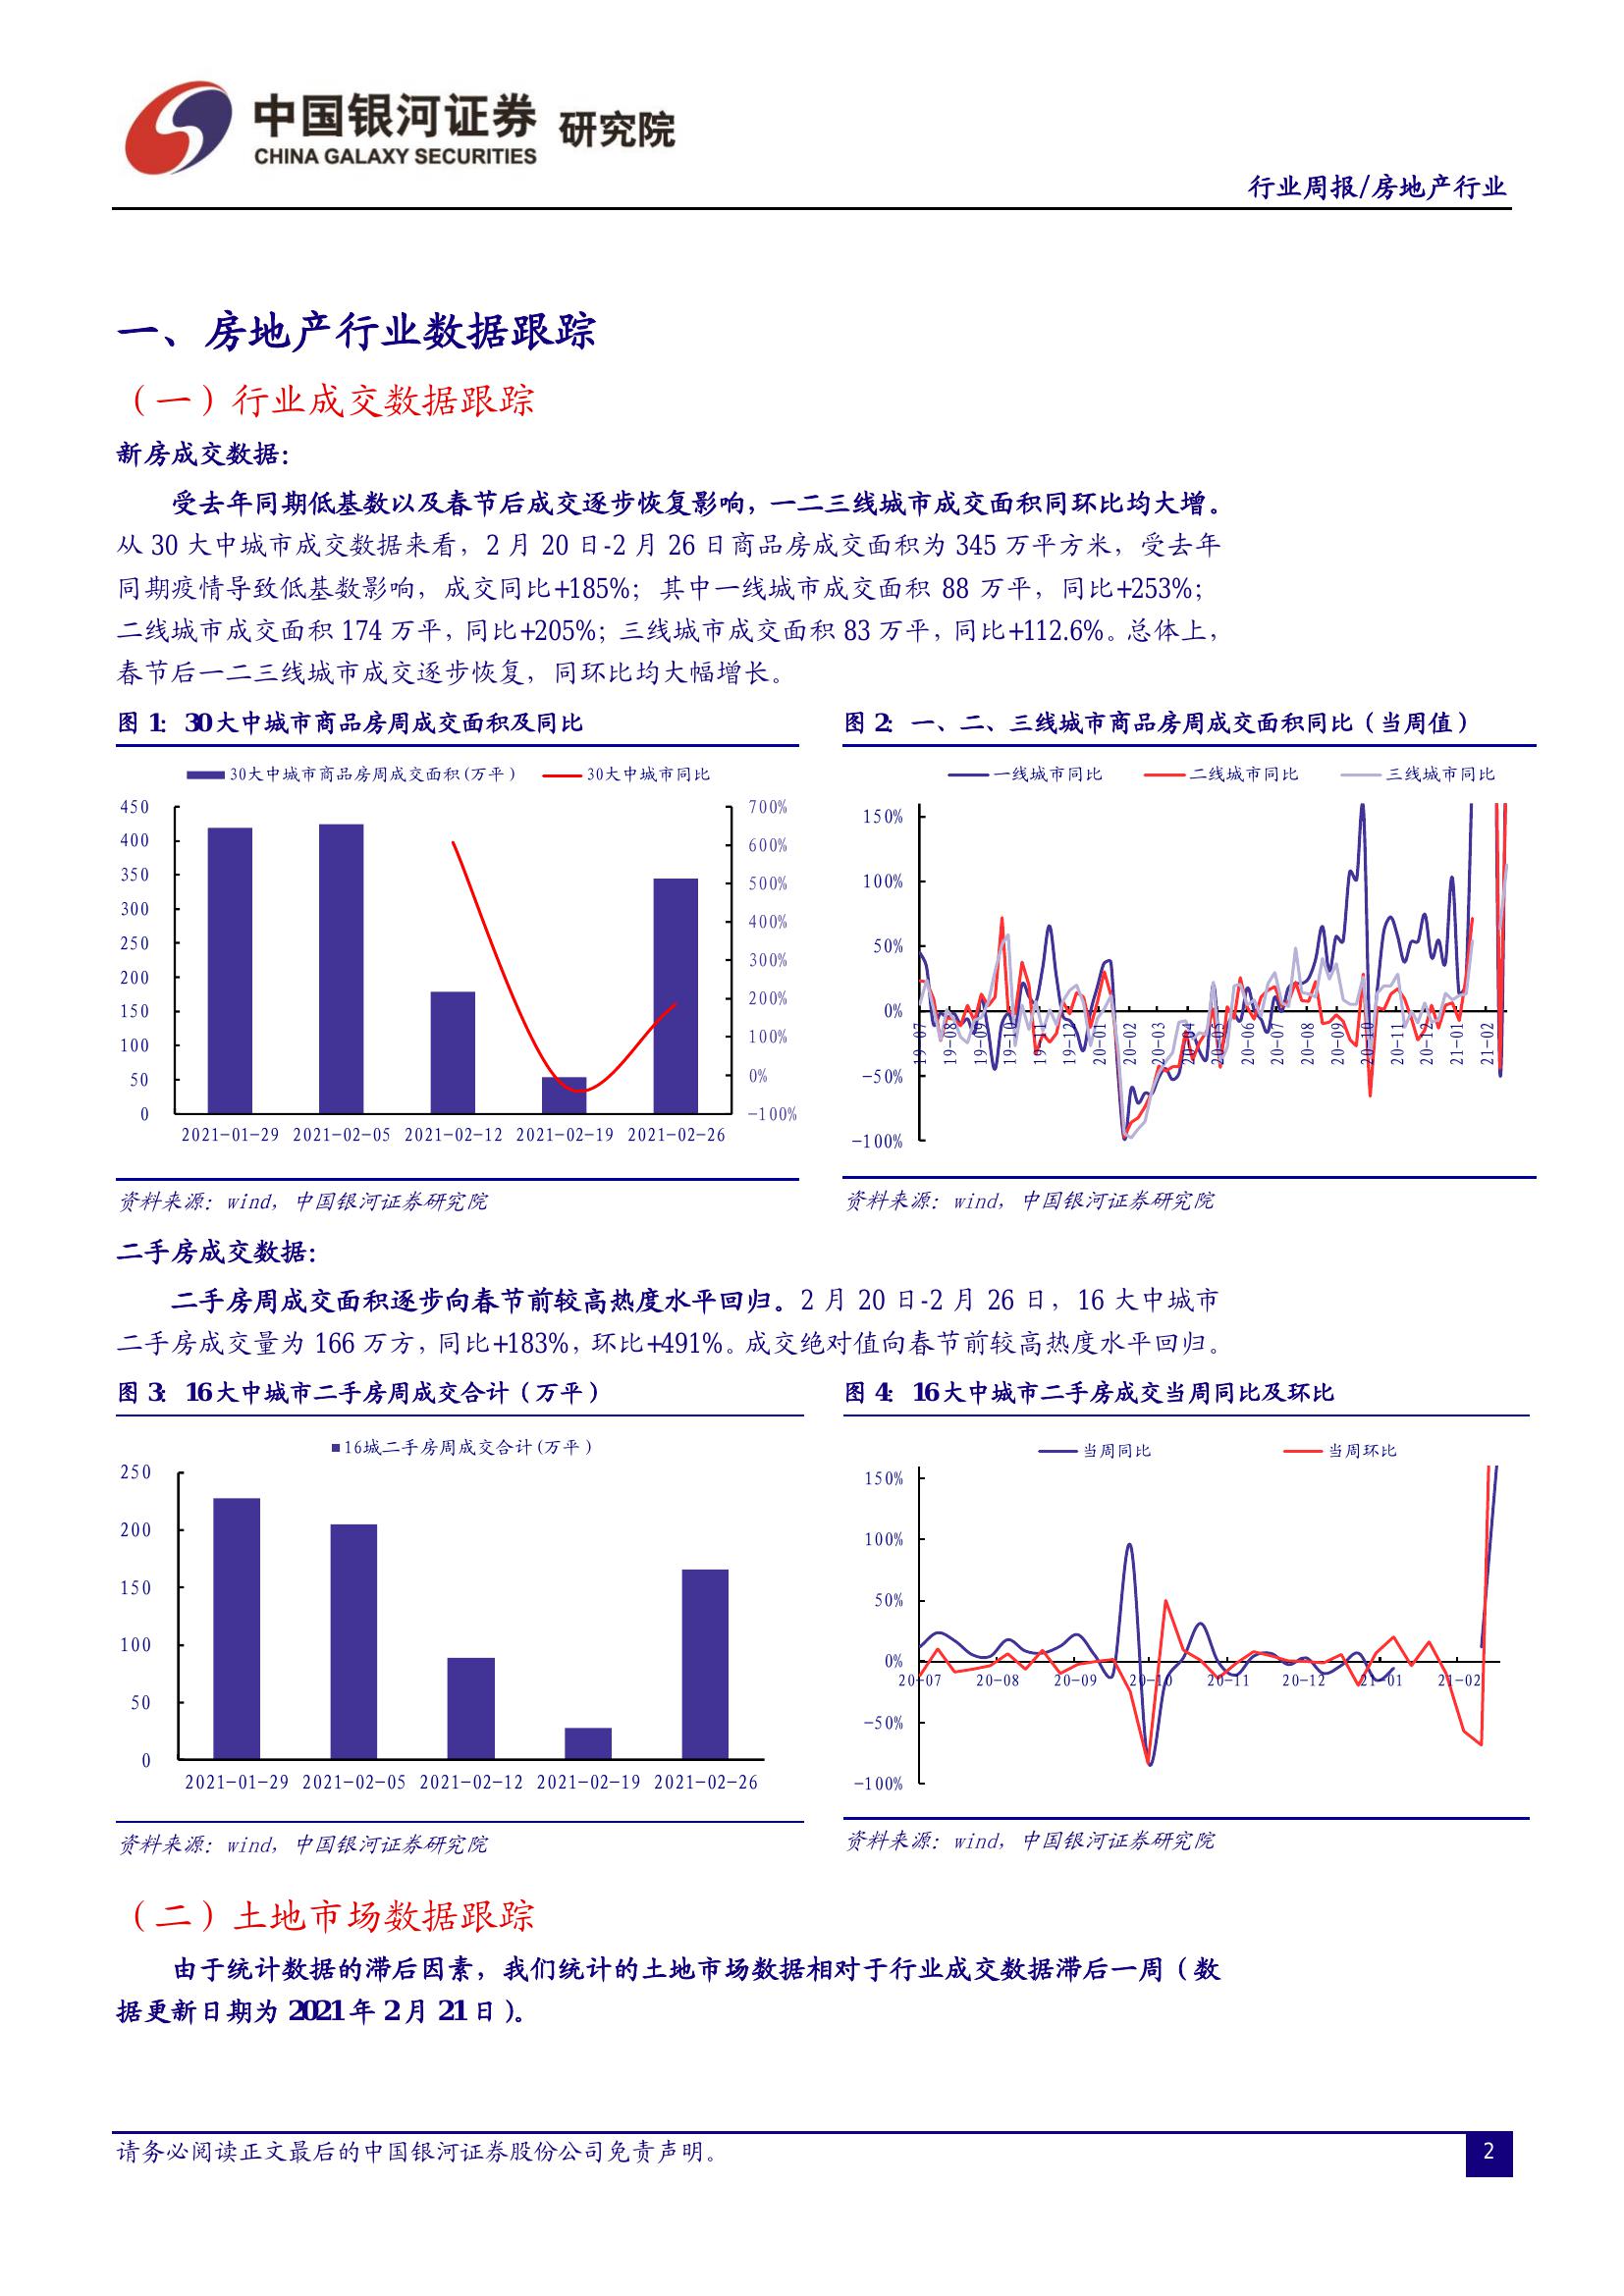 中国银河证券 研究院
CHINA GALAXY SECURITIES
行业周报/房地产行业
一、房地产行业数据跟踪
（一）行业成交数据跟踪
新房成交数据：
受去年同期低基数以及春节后成交逐步恢复影响，一二三线城市成交面积同环比均大增。
从 30 大中城市成交数据来看，2 月 20 日-2 月 26 日商品房成交面积为 345 万平方米，受去年
同期疫情导致低基数影响，成交同比+185%；其中一线城市成交面积 88 万平，同比+253%；
二线城市成交面积 174 万平，同比+205%；三线城市成交面积 83 万平，同比+112.6%。总体上，
春节后一二三线城市成交逐步恢复，同环比均大幅增长。
图 1：30 大中城市商品房周成交面积及同比
30大中城市商品房周成交面积(万平)
30大中城市同比
450
400
350
300
250
200
150
100
50
0
700%
600%
500%
400%
300%
200%
100%
0%
-100%
2021-01-29 2021-02-05 2021-02-12 2021-02-19 2021-02-26
资料来源：wind，中国银河证券研究院
图 2：一、二、三线城市商品房周成交面积同比（当周值）
一线城市同比 二线城市同比 三线城市同比
150%
100%
50%
0%
-50%
-100%
19-07 19-08 19-09 19-10 19-11 19-12 20-01 20-02 20-03 20-04 20-05 20-06 20-07 20-08 20-09 20-10 20-11 20-12 21-01 21-02
资料来源：wind，中国银河证券研究院
二手房成交数据：
二手房周成交面积逐步向春节前较高热度水平回归。2 月 20 日-2 月 26 日，16 大中城市
二手房成交量为 166 万方，同比+183%，环比+491%。成交绝对值向春节前较高热度水平回归。
图 3：16 大中城市二手房周成交合计（万平）
16城二手房周成交合计(万平)
250
200
150
100
50
0
2021-01-29 2021-02-05 2021-02-12 2021-02-19 2021-02-26
资料来源：wind，中国银河证券研究院
图 4：16 大中城市二手房成交当周同比及环比
当周同比 当周环比
150%
100%
50%
0%
-50%
-100%
20-07 20-08 20-09 20-10 20-11 20-12 21-01 21-02
资料来源：wind，中国银河证券研究院
（二）土地市场数据跟踪
由于统计数据的滞后因素，我们统计的土地市场数据相对于行业成交数据滞后一周（数
据更新日期为 2021 年 2 月 21 日）。
请务必阅读正文最后的中国银河证券股份公司免责声明。
2